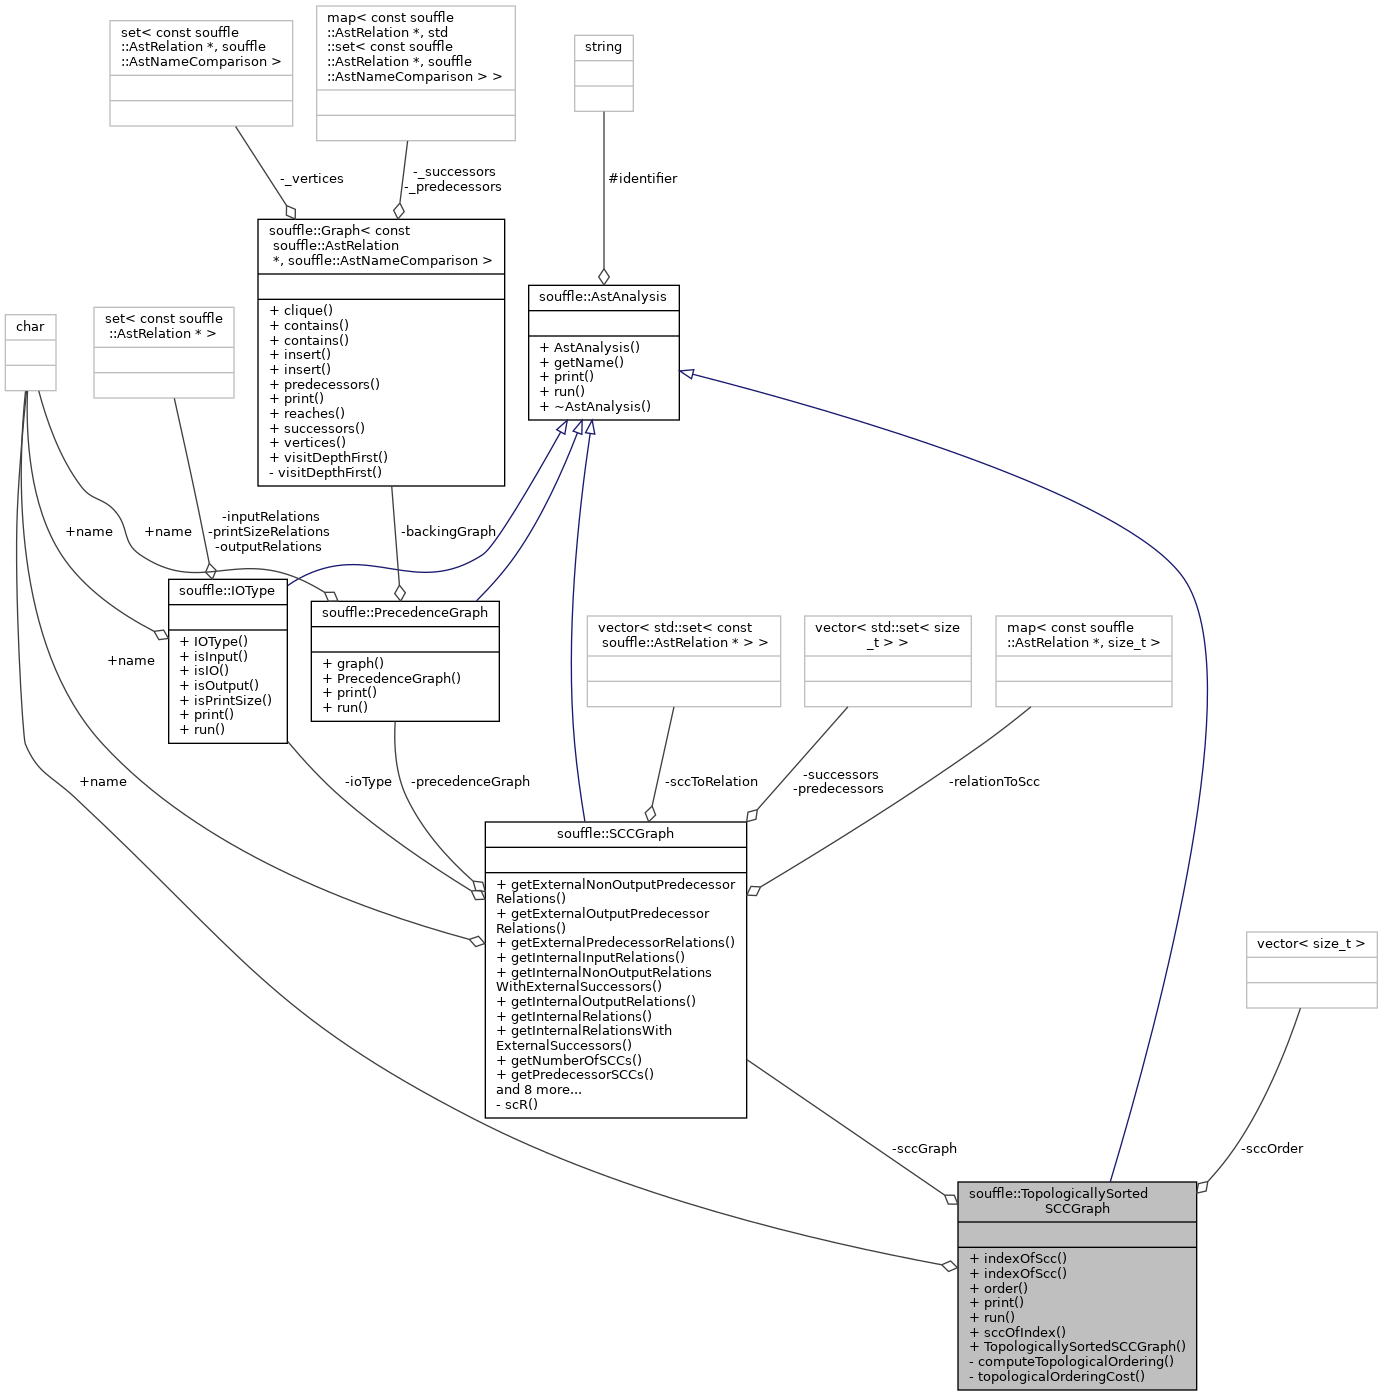 set< const souffle
::AstRelation *, souffle
::AstNameComparison >
map< const souffle
::AstRelation *, std
::set< const souffle
::AstRelation *, souffle
::AstNameComparison > >
string
-_vertices
-_successors
-_predecessors
#identifier
souffle::Graph< const
souffle::AstRelation
*, souffle::AstNameComparison >
+ clique()
+ contains()
+ contains()
+ insert()
+ insert()
+ predecessors()
+ print()
+ reaches()
+ successors()
+ vertices()
+ visitDepthFirst()
- visitDepthFirst()
souffle::AstAnalysis
+ AstAnalysis()
+ getName()
+ print()
+ run()
+ ~AstAnalysis()
char
set< const souffle
::AstRelation * >
+name
+name
-inputRelations
-printSizeRelations
-outputRelations
-backingGraph
souffle::IOType
+ IOType()
+ isInput()
+ isIO()
+ isOutput()
+ isPrintSize()
+ print()
+ run()
souffle::PrecedenceGraph
+ graph()
+ PrecedenceGraph()
+ print()
+ run()
vector< std::set< const
souffle::AstRelation * > >
vector< std::set< size
_t > >
map< const souffle
::AstRelation *, size_t >
+name
+name
-ioType
-precedenceGraph
-sccToRelation
-successors
-predecessors
-relationToScc
souffle::SCCGraph
+ getExternalNonOutputPredecessor
Relations()
+ getExternalOutputPredecessor
Relations()
+ getExternalPredecessorRelations()
+ getInternalInputRelations()
+ getInternalNonOutputRelations
WithExternalSuccessors()
+ getInternalOutputRelations()
+ getInternalRelations()
+ getInternalRelationsWith
ExternalSuccessors()
+ getNumberOfSCCs()
+ getPredecessorSCCs()
and 8 more...
- scR()
vector< size_t >
-sccGraph
-sccOrder
souffle::TopologicallySorted
SCCGraph
+ indexOfScc()
+ indexOfScc()
+ order()
+ print()
+ run()
+ sccOfIndex()
+ TopologicallySortedSCCGraph()
- computeTopologicalOrdering()
- topologicalOrderingCost()